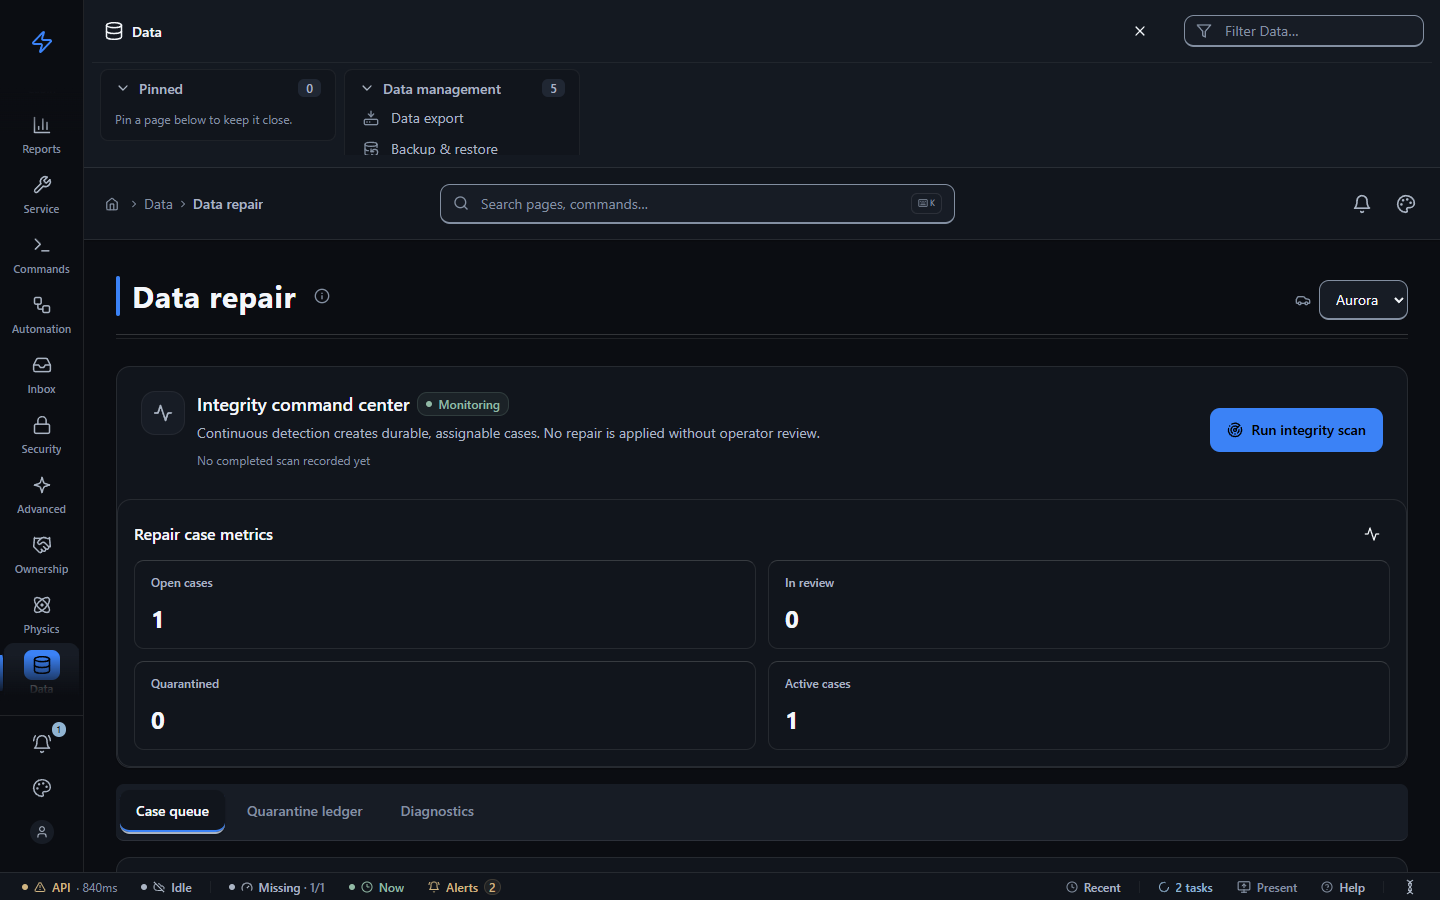 Data
Filter Data...
Pinned
0
Pin a page below to keep it close.
Data management
5
Data export
Backup & restore
Reports
Service
Commands
Automation
Inbox
Security
Advanced
Ownership
Physics
Data
1
Data
Data repair
Search pages, commands...
K
Data repair
Aurora
Integrity command center
Monitoring
Continuous detection creates durable, assignable cases. No repair is applied without operator review.
No completed scan recorded yet
Run integrity scan
Repair case metrics
Open cases
1
In review
0
Quarantined
0
Active cases
1
Case queue
Quarantine ledger
Diagnostics
API · 840ms
Idle
Missing · 1/1
Now
Alerts 2
Recent
2 tasks
Present
Help